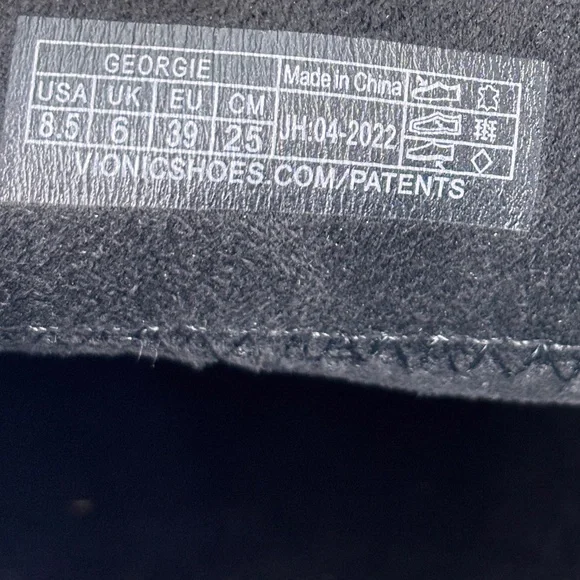 GEORGIE Made in China
USA UK EU CM
8.5 6 39 25 JH:04-2022
VIONICSHOES.COM/PATENTS